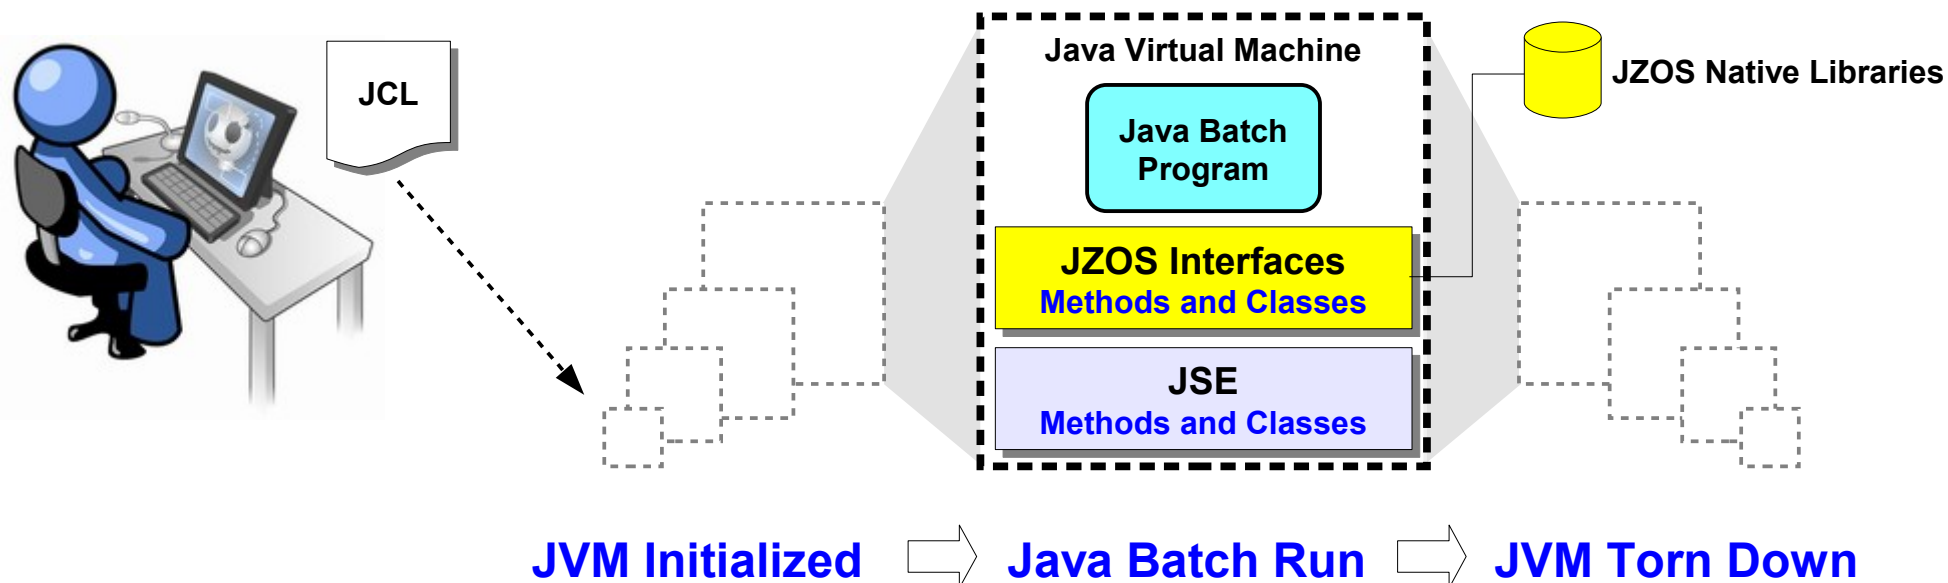 JCL
Java Virtual Machine
Java Batch
Program
JZOS Interfaces
Methods and Classes
JSE
Methods and Classes
JZOS Native Libraries
JVM Initialized
Java Batch Run
JVM Torn Down